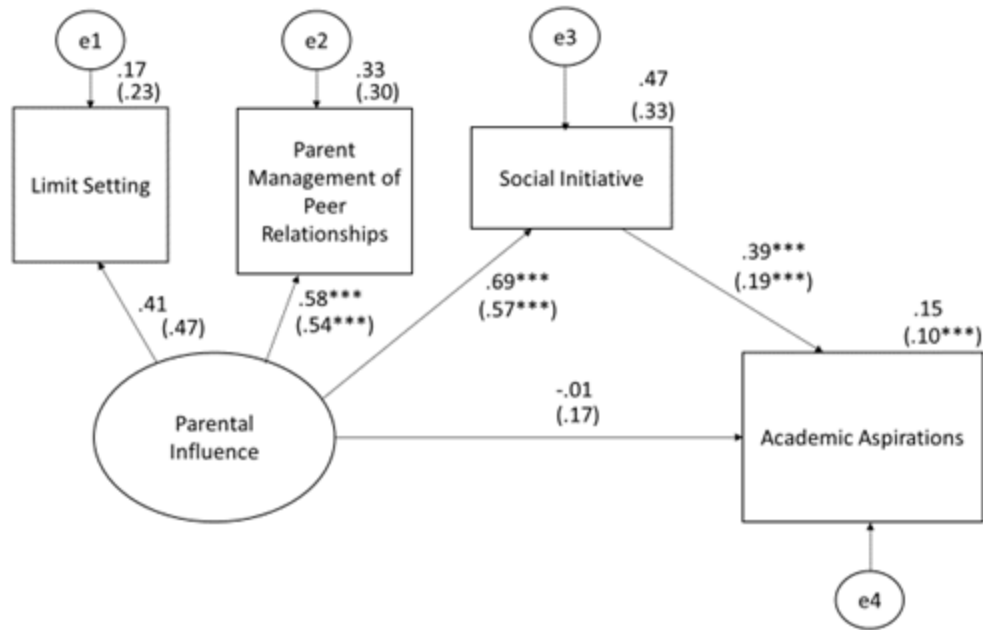 e1
e2
e3
.17
(.23)
.33
(.30)
.47
(.33)
Limit Setting
Parent
Management of
Peer
Relationships
Social Initiative
.41
(.47)
.58***
(.54***)
.69***
(.57***)
.39***
(.19***)
.15
(.10***)
Parental
Influence
-.01
(.17)
Academic Aspirations
e4